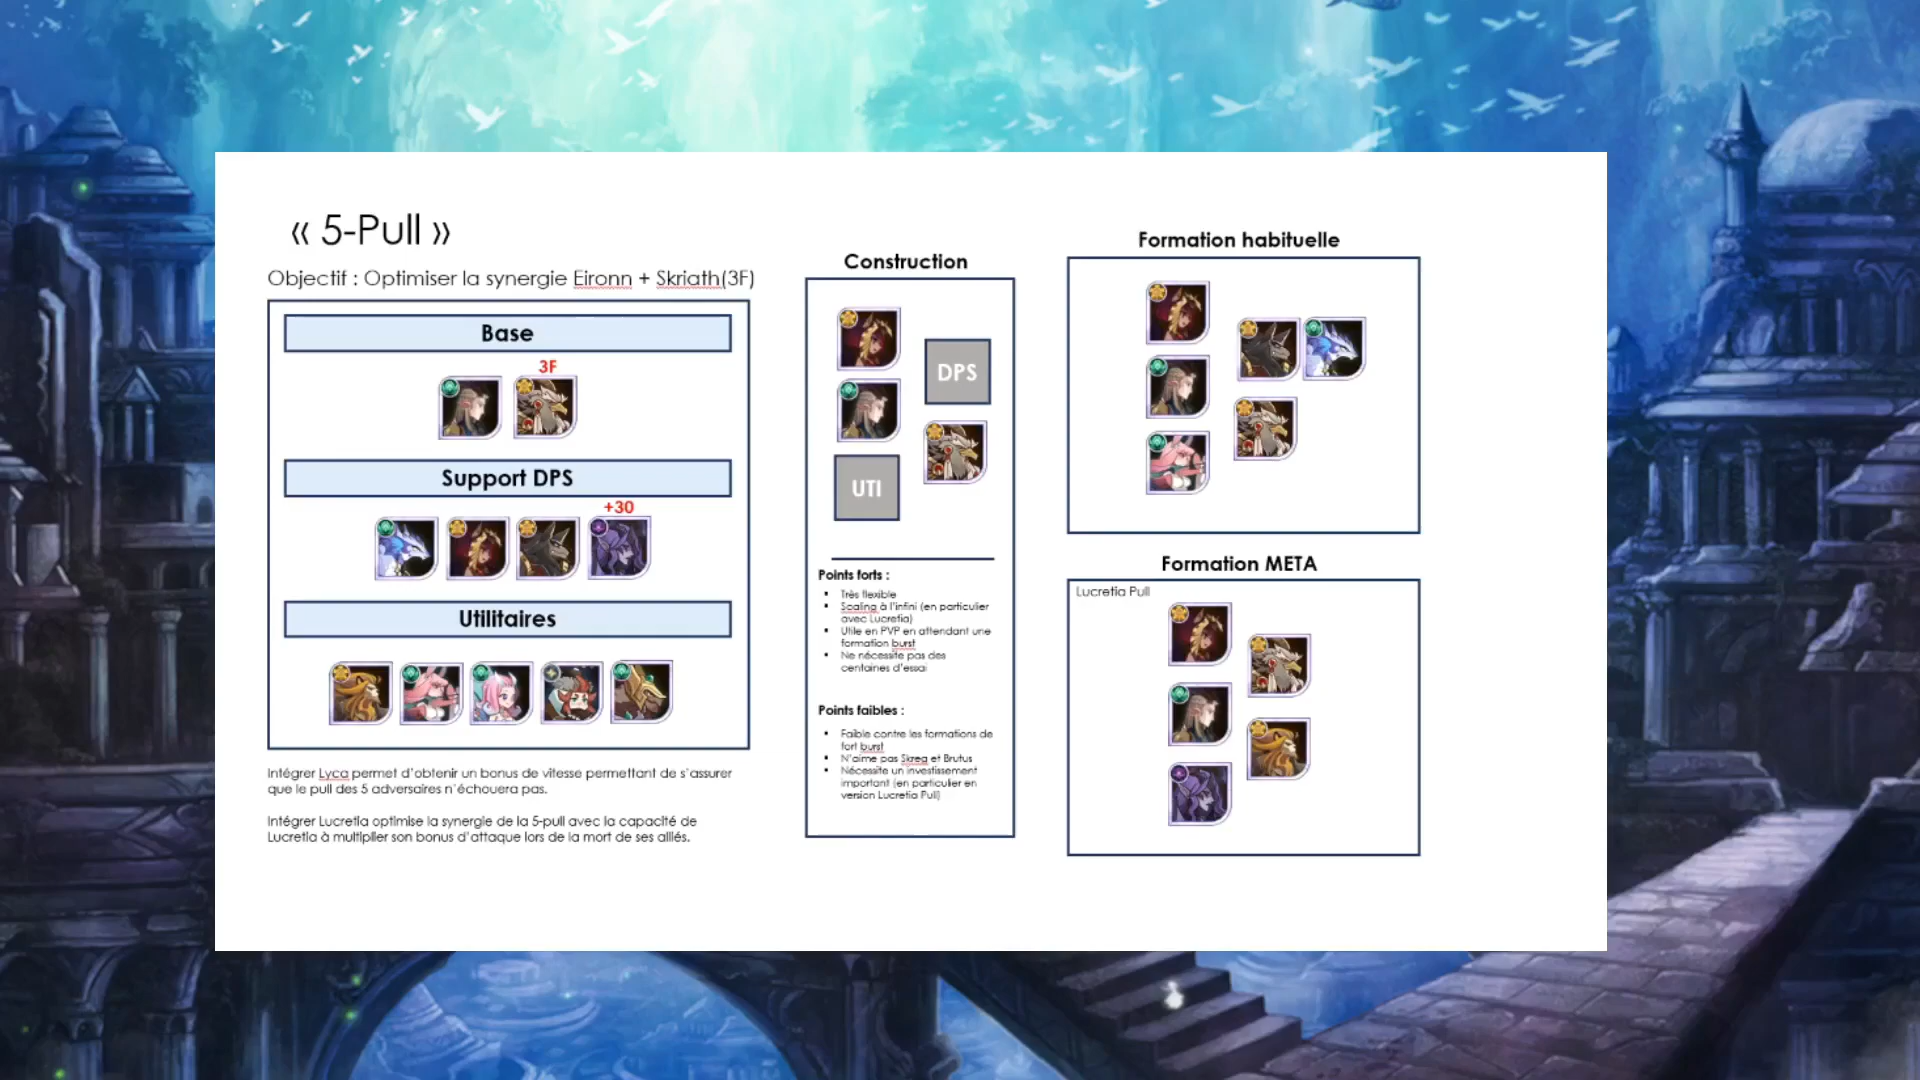 « 5-Pull »
Objectif : Optimiser la synergie Eironn + Skriath(3F)
Base
3F
Support DPS
+30
Utilitaires
Intégrer Lyca permet d'obtenir un bonus de vitesse permettant de s'assurer
que le pull des 5 adversaires n'échouera pas.
Intégrer Lucretia optimise la synergie de la 5-pull avec la capacité de
Lucretia à multiplier son bonus d'attaque lors de la mort de ses alliés.
Construction
DPS
UTI
Points forts :
▪ Très flexible
▪ Scaling à l'infini (en particulier
avec Lucretia)
▪ Utile en PVP en attendant une
formation burst
▪ Ne nécessite pas des
centaines d'essai
Points faibles :
▪ Faible contre les formations de
fort burst
▪ N'aime pas Skreg et Brutus
▪ Nécessite un investissement
important (en particulier en
version Lucretia Pull)
Formation habituelle
Formation META
Lucretia Pull